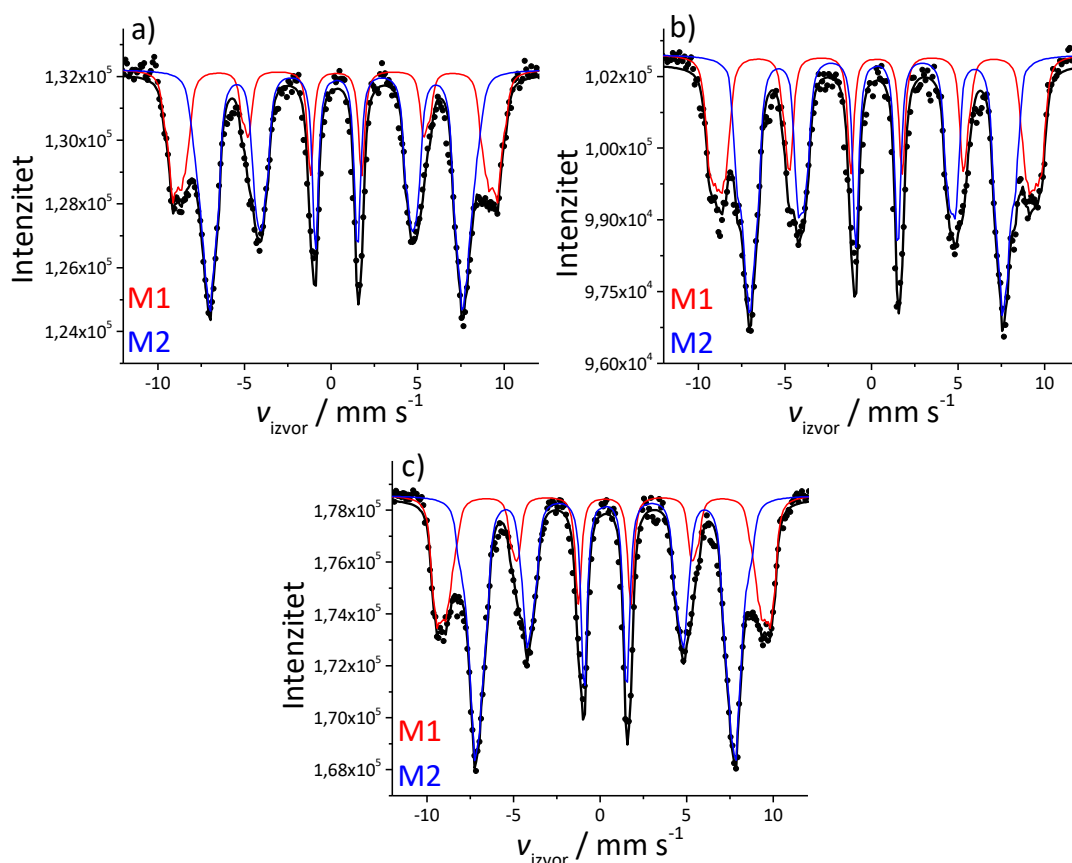 a)
Intenzitet
1,32x10⁵
1,30x10⁵
1,28x10⁵
1,26x10⁵
1,24x10⁵
M1
M2
-10 -5 0 5 10
v_izvor / mm s⁻¹
b)
Intenzitet
1,02x10⁵
1,00x10⁵
9,90x10⁴
9,75x10⁴
9,60x10⁴
M1
M2
-10 -5 0 5 10
v_izvor / mm s⁻¹
c)
Intenzitet
1,78x10⁵
1,76x10⁵
1,74x10⁵
1,72x10⁵
1,70x10⁵
1,68x10⁵
M1
M2
-10 -5 0 5 10
v_izvor / mm s⁻¹